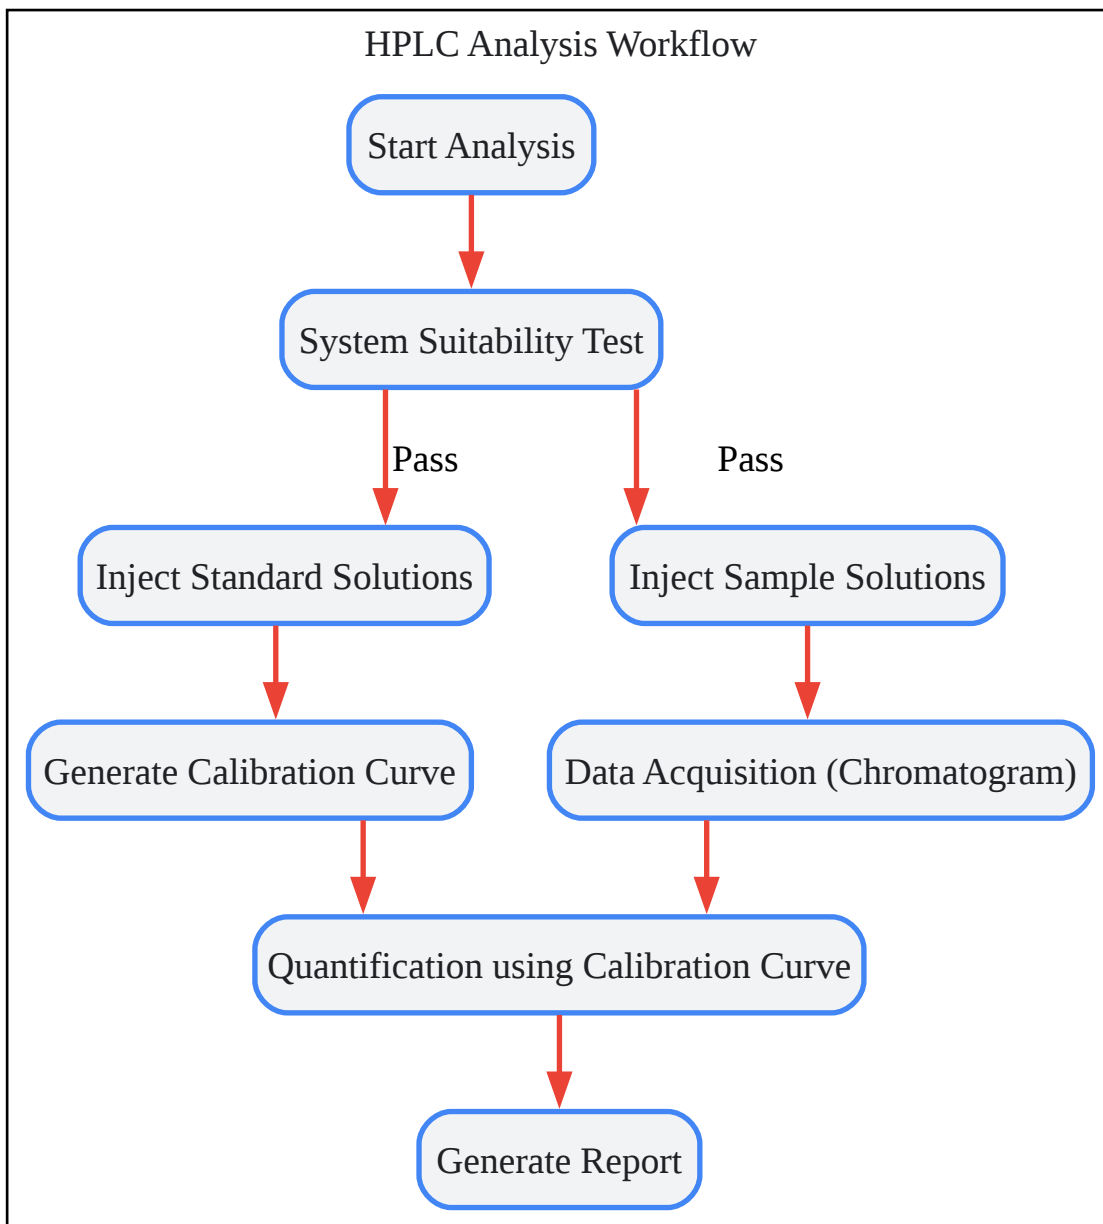 HPLC Analysis Workflow
Start Analysis
System Suitability Test
Pass
Pass
Inject Standard Solutions
Inject Sample Solutions
Generate Calibration Curve
Data Acquisition (Chromatogram)
Quantification using Calibration Curve
Generate Report